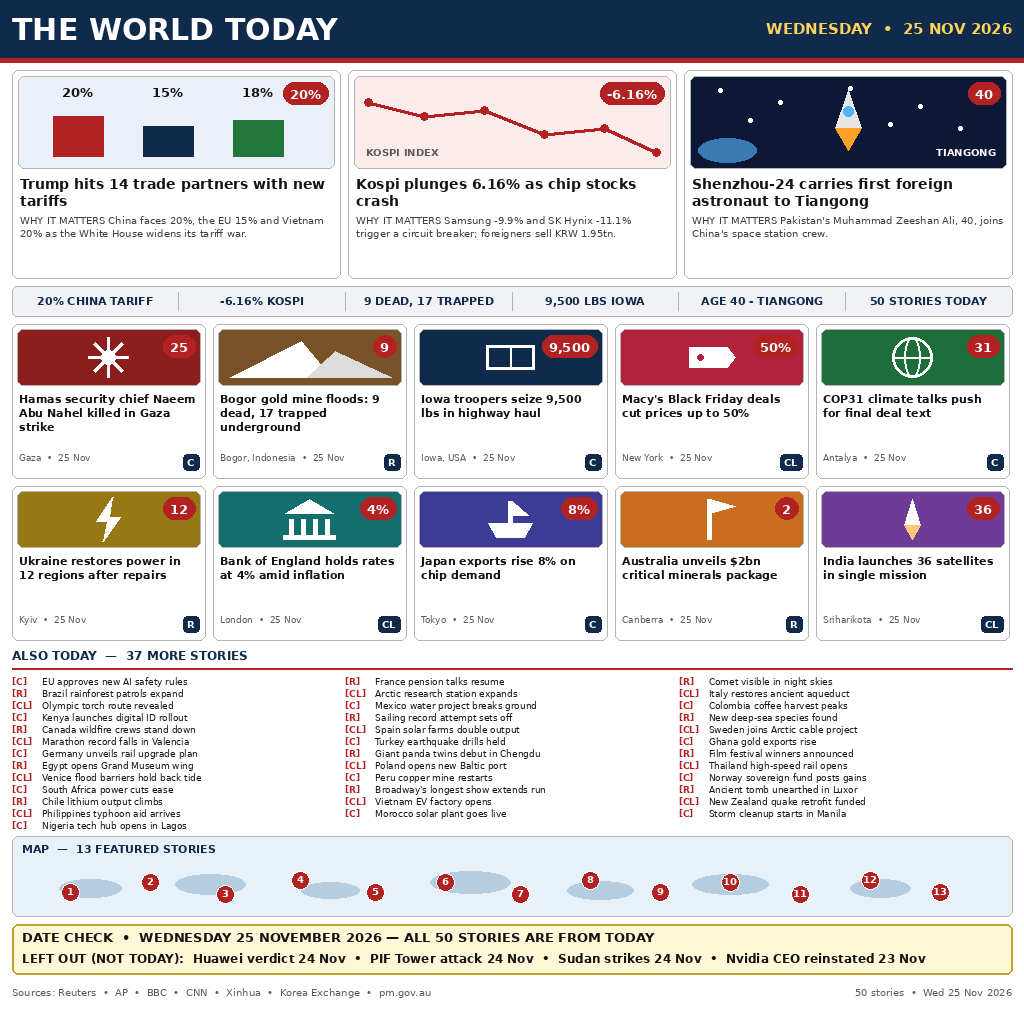 THE WORLD TODAY
WEDNESDAY • 25 NOV 2026
20%
15%
18%
20%
Trump hits 14 trade partners with new
tariffs
WHY IT MATTERS China faces 20%, the EU 15% and Vietnam
20% as the White House widens its tariff war.
-6.16%
KOSPI INDEX
Kospi plunges 6.16% as chip stocks
crash
WHY IT MATTERS Samsung -9.9% and SK Hynix -11.1%
trigger a circuit breaker; foreigners sell KRW 1.95tn.
40
TIANGONG
Shenzhou-24 carries first foreign
astronaut to Tiangong
WHY IT MATTERS Pakistan's Muhammad Zeeshan Ali, 40, joins
China's space station crew.
20% CHINA TARIFF
-6.16% KOSPI
9 DEAD, 17 TRAPPED
9,500 LBS IOWA
AGE 40 - TIANGONG
50 STORIES TODAY
25
Hamas security chief Naeem
Abu Nahel killed in Gaza
strike
Gaza • 25 Nov
C
9
Bogor gold mine floods: 9
dead, 17 trapped
underground
Bogor, Indonesia • 25 Nov
R
9,500
Iowa troopers seize 9,500
lbs in highway haul
Iowa, USA • 25 Nov
C
50%
Macy's Black Friday deals
cut prices up to 50%
New York • 25 Nov
CL
31
COP31 climate talks push
for final deal text
Antalya • 25 Nov
C
12
Ukraine restores power in
12 regions after repairs
Kyiv • 25 Nov
R
4%
Bank of England holds rates
at 4% amid inflation
London • 25 Nov
CL
8%
Japan exports rise 8% on
chip demand
Tokyo • 25 Nov
C
2
Australia unveils $2bn
critical minerals package
Canberra • 25 Nov
R
36
India launches 36 satellites
in single mission
Sriharikota • 25 Nov
CL
ALSO TODAY — 37 MORE STORIES
[C] EU approves new AI safety rules
[R] Brazil rainforest patrols expand
[CL] Olympic torch route revealed
[C] Kenya launches digital ID rollout
[R] Canada wildfire crews stand down
[CL] Marathon record falls in Valencia
[C] Germany unveils rail upgrade plan
[R] Egypt opens Grand Museum wing
[CL] Venice flood barriers hold back tide
[C] South Africa power cuts ease
[R] Chile lithium output climbs
[CL] Philippines typhoon aid arrives
[C] Nigeria tech hub opens in Lagos
[R] France pension talks resume
[CL] Arctic research station expands
[C] Mexico water project breaks ground
[R] Sailing record attempt sets off
[CL] Spain solar farms double output
[C] Turkey earthquake drills held
[R] Giant panda twins debut in Chengdu
[CL] Poland opens new Baltic port
[C] Peru copper mine restarts
[R] Broadway's longest show extends run
[CL] Vietnam EV factory opens
[C] Morocco solar plant goes live
[R] Comet visible in night skies
[CL] Italy restores ancient aqueduct
[C] Colombia coffee harvest peaks
[R] New deep-sea species found
[CL] Sweden joins Arctic cable project
[C] Ghana gold exports rise
[R] Film festival winners announced
[CL] Thailand high-speed rail opens
[C] Norway sovereign fund posts gains
[R] Ancient tomb unearthed in Luxor
[CL] New Zealand quake retrofit funded
[C] Storm cleanup starts in Manila
MAP — 13 FEATURED STORIES
1
2
3
4
5
6
7
8
9
10
11
12
13
DATE CHECK • WEDNESDAY 25 NOVEMBER 2026 — ALL 50 STORIES ARE FROM TODAY
LEFT OUT (NOT TODAY): Huawei verdict 24 Nov • PIF Tower attack 24 Nov • Sudan strikes 24 Nov • Nvidia CEO reinstated 23 Nov
Sources: Reuters • AP • BBC • CNN • Xinhua • Korea Exchange • pm.gov.au
50 stories • Wed 25 Nov 2026